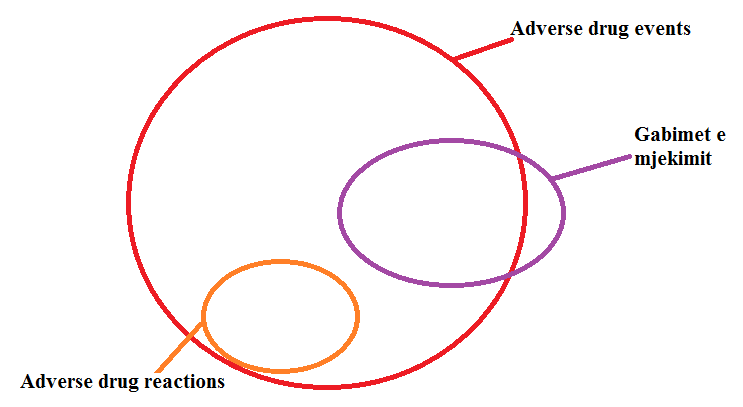 Adverse drug events
Gabimet e
mjekimit
Adverse drug reactions